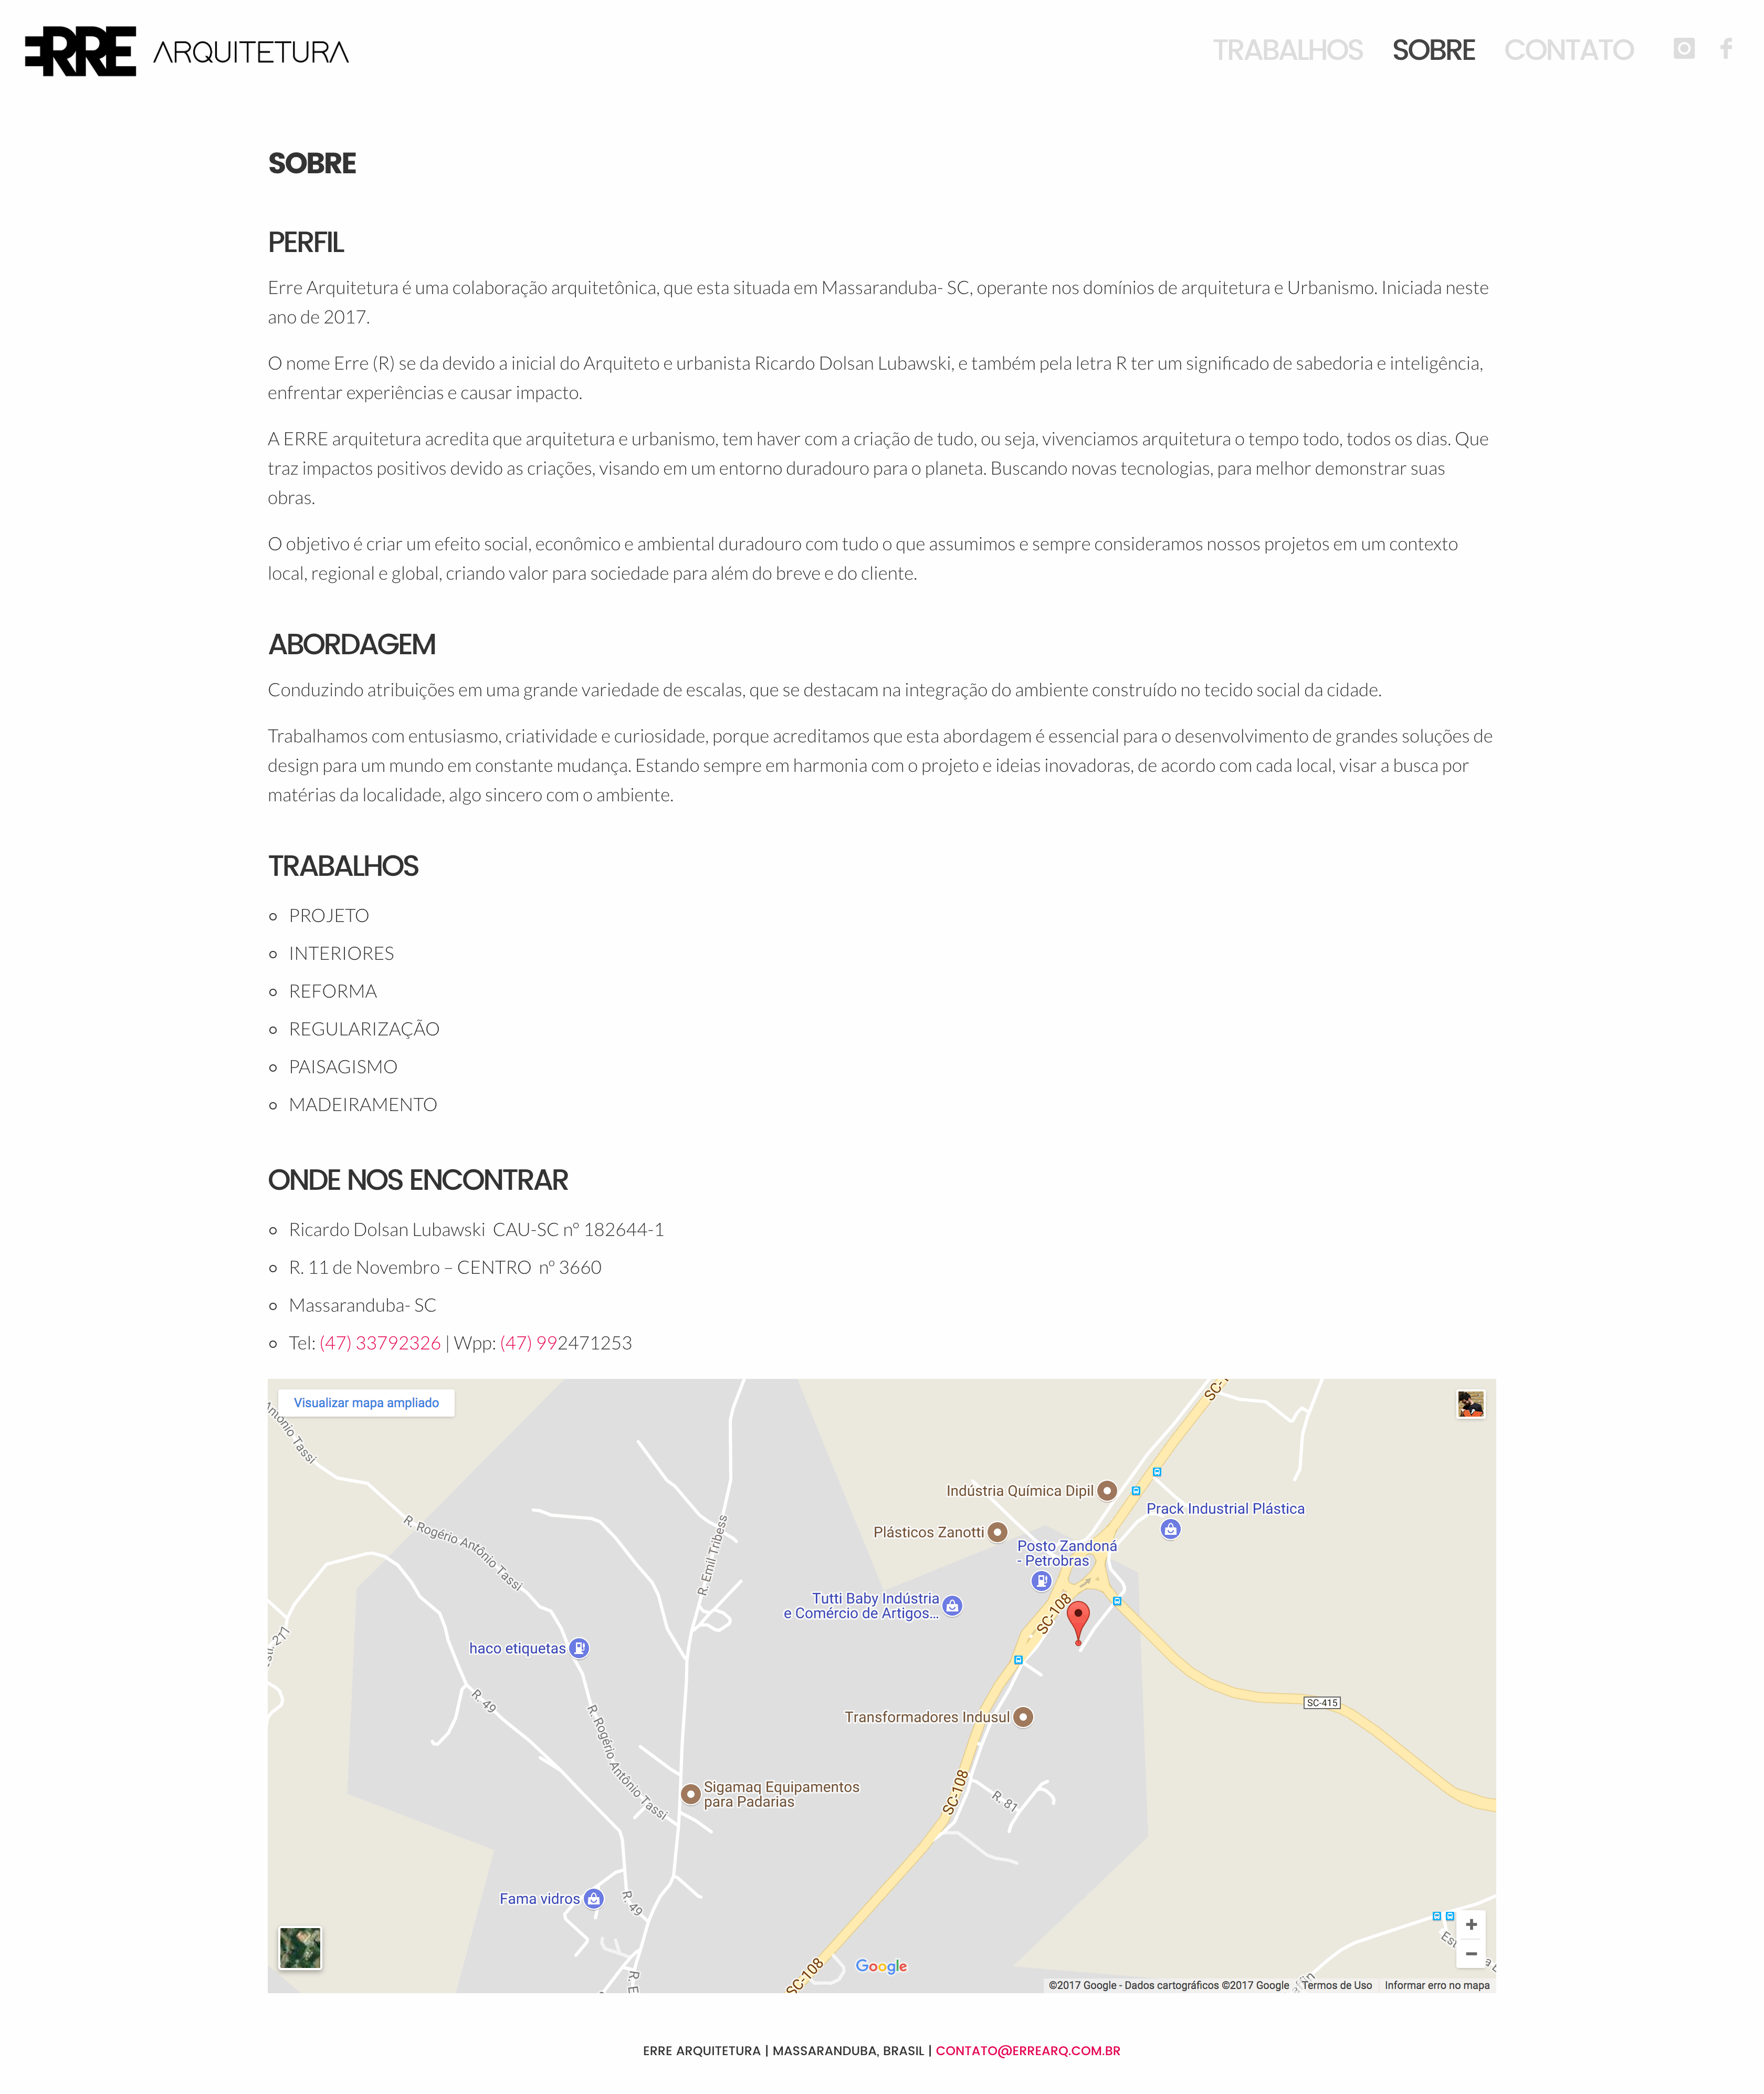 ERRE ARQUITETURA
TRABALHOS SOBRE CONTATO
SOBRE
PERFIL
Erre Arquitetura é uma colaboração arquitetônica, que esta situada em Massaranduba- SC, operante nos domínios de arquitetura e Urbanismo. Iniciada neste
ano de 2017.
O nome Erre (R) se da devido a inicial do Arquiteto e urbanista Ricardo Dolsan Lubawski, e também pela letra R ter um significado de sabedoria e inteligência,
enfrentar experiências e causar impacto.
A ERRE arquitetura acredita que arquitetura e urbanismo, tem haver com a criação de tudo, ou seja, vivenciamos arquitetura o tempo todo, todos os dias. Que
traz impactos positivos devido as criações, visando em um entorno duradouro para o planeta. Buscando novas tecnologias, para melhor demonstrar suas
obras.
O objetivo é criar um efeito social, econômico e ambiental duradouro com tudo o que assumimos e sempre consideramos nossos projetos em um contexto
local, regional e global, criando valor para sociedade para além do breve e do cliente.
ABORDAGEM
Conduzindo atribuições em uma grande variedade de escalas, que se destacam na integração do ambiente construído no tecido social da cidade.
Trabalhamos com entusiasmo, criatividade e curiosidade, porque acreditamos que esta abordagem é essencial para o desenvolvimento de grandes soluções de
design para um mundo em constante mudança. Estando sempre em harmonia com o projeto e ideias inovadoras, de acordo com cada local, visar a busca por
matérias da localidade, algo sincero com o ambiente.
TRABALHOS
PROJETO
INTERIORES
REFORMA
REGULARIZAÇÃO
PAISAGISMO
MADEIRAMENTO
ONDE NOS ENCONTRAR
Ricardo Dolsan Lubawski CAU-SC nº 182644-1
R. 11 de Novembro – CENTRO nº 3660
Massaranduba- SC
Tel: (47) 33792326 | Wpp: (47) 992471253
Visualizar mapa ampliado
SC-1
Antônio Tassi
Indústria Química Dipil
Prack Industrial Plástica
Plásticos Zanotti
R. Rogério Antônio Tassi
R. Emil Tribess
Posto Zandoná
- Petrobras
Tutti Baby Indústria
e Comércio de Artigos...
SC-108
271
haco etiquetas
R. 49
R. Rogério Antônio Tassi
SC-415
Transformadores Indusul
Sigamaq Equipamentos
para Padarias
SC-108
R. 81
Fama vidros
R. 49
R. E
SC-108
Google
Est
+
−
©2017 Google - Dados cartográficos ©2017 Google Termos de Uso Informar erro no mapa
ERRE ARQUITETURA | MASSARANDUBA, BRASIL | CONTATO@ERREARQ.COM.BR